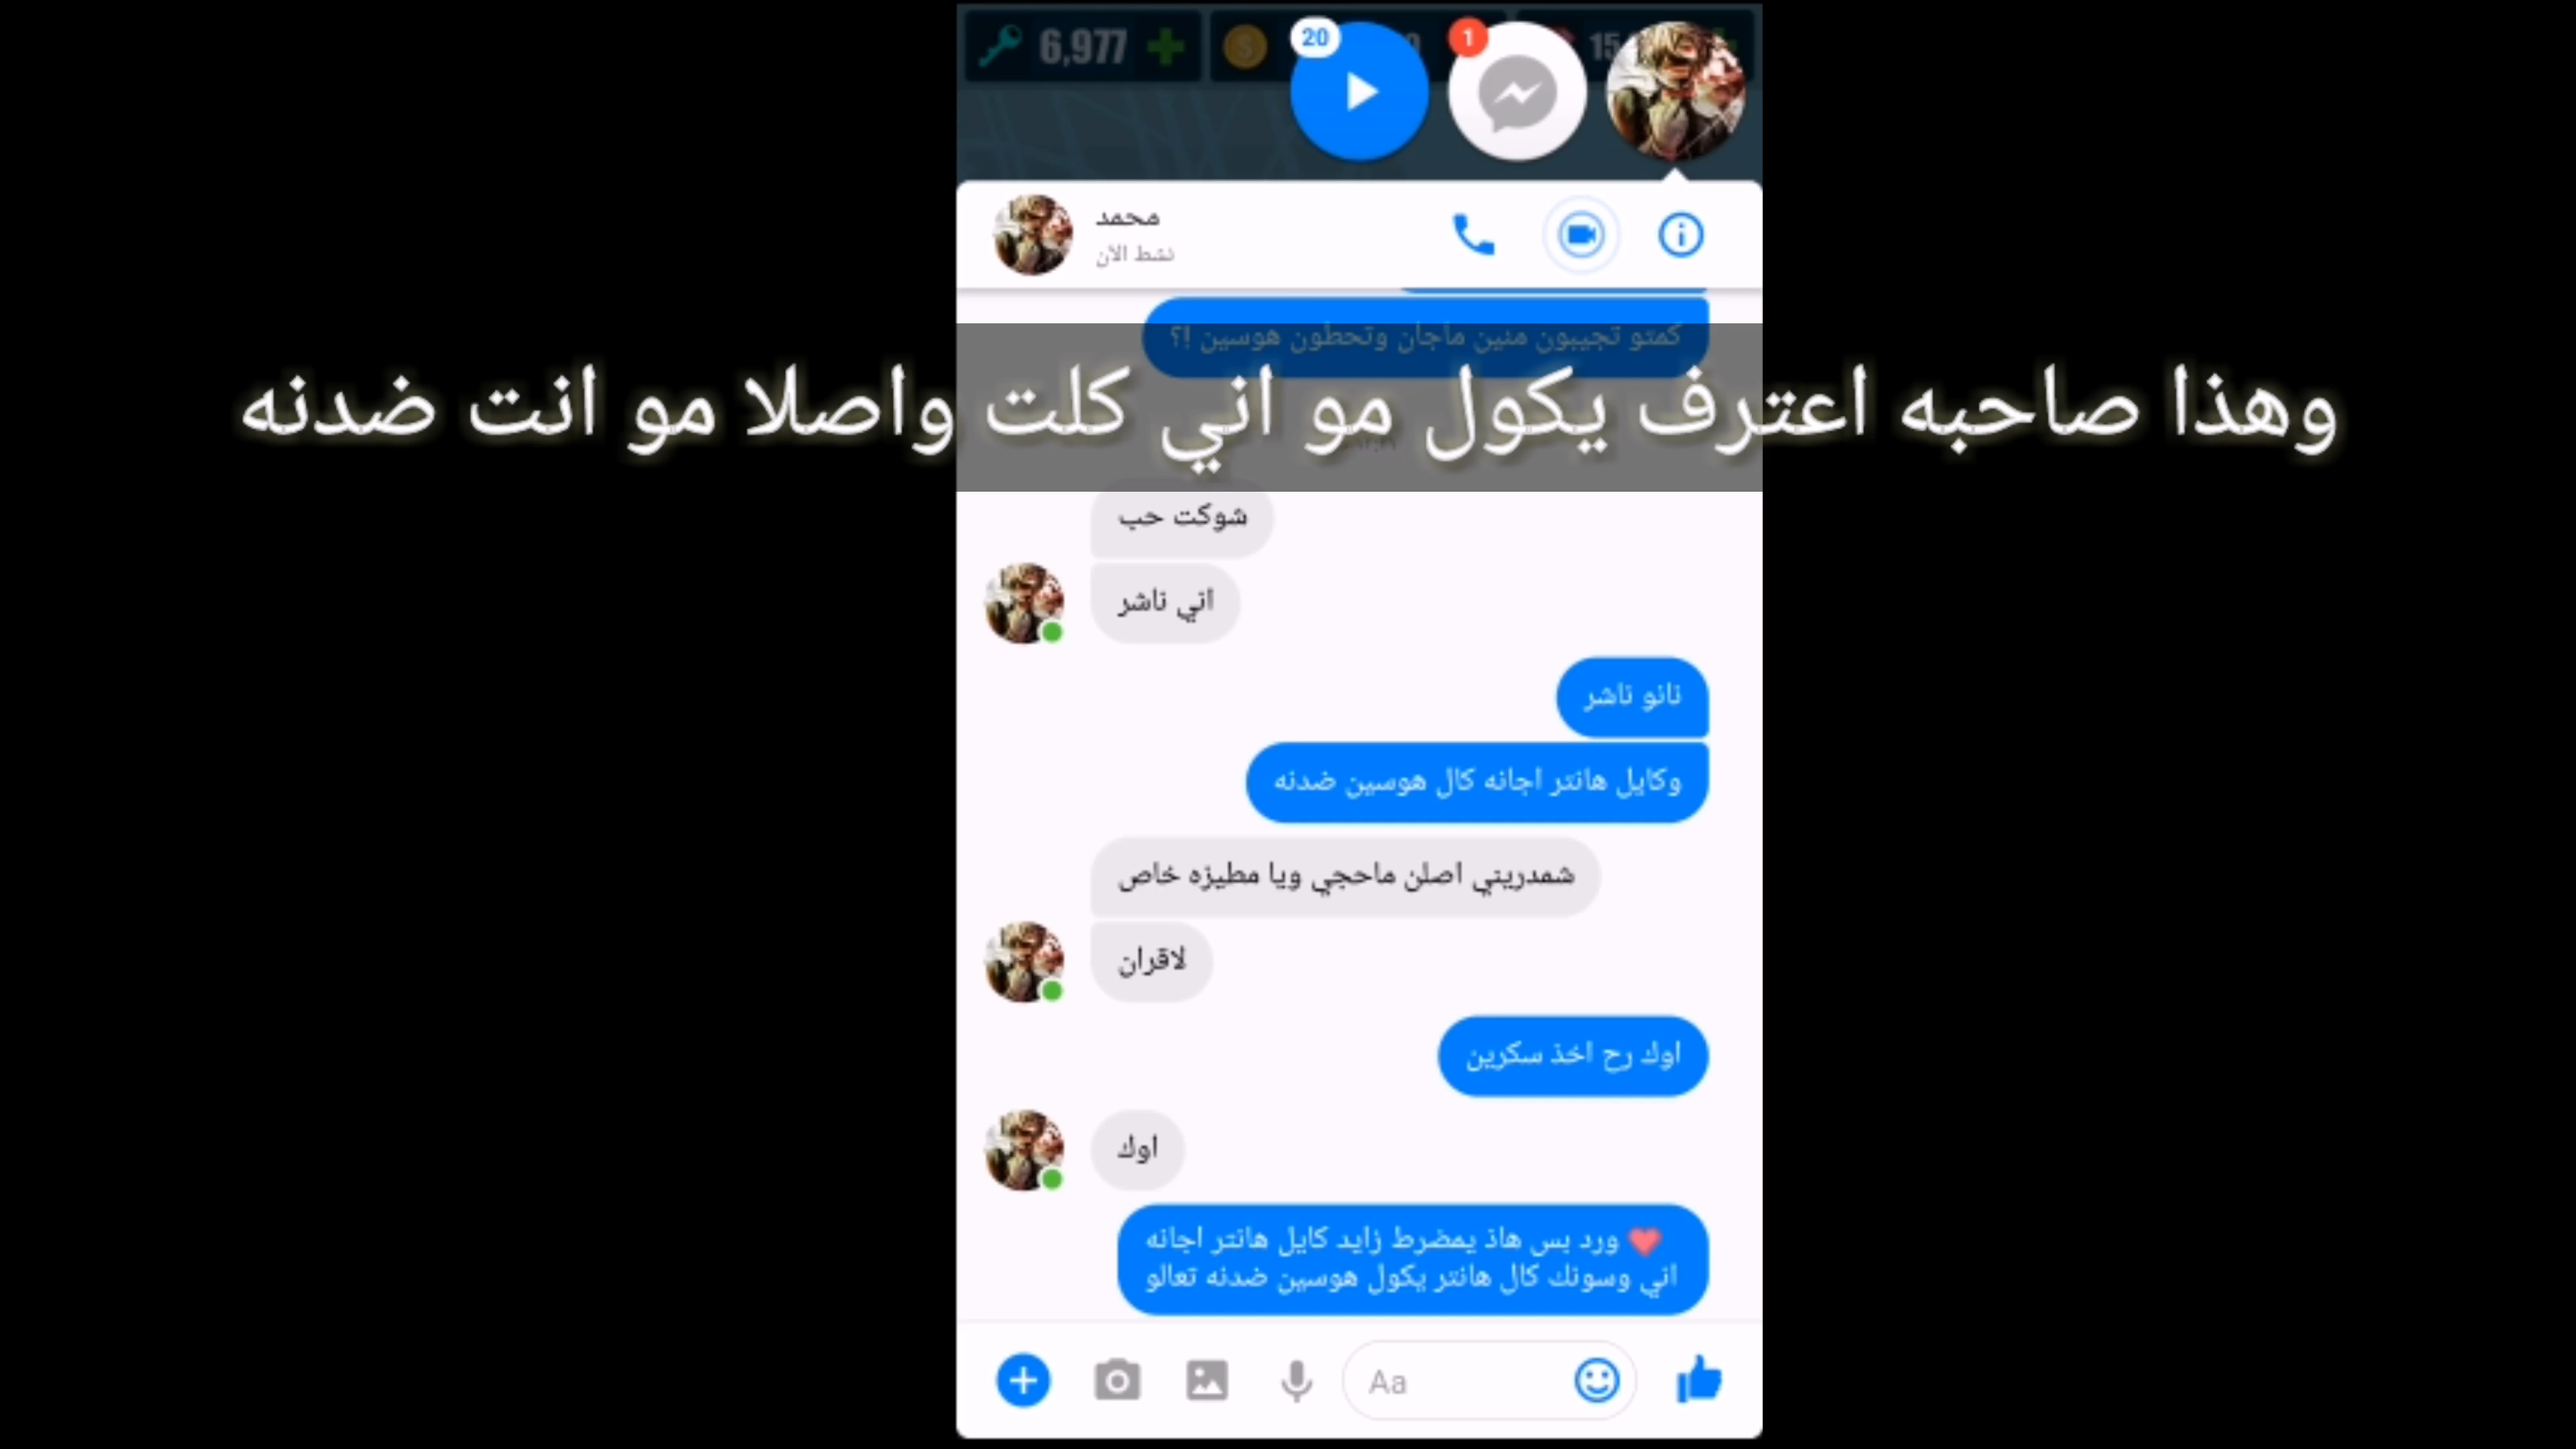 6,977
20
1
15
محمد
نشط الآن
كمتو تجيبون منين ماجان وتحطون هوسين !؟
وهذا صاحبه اعترف يكول مو اني كلت واصلا مو انت ضدنه
شوكت حب
اني ناشر
نانو ناشر
وكايل هانتر اجانه كال هوسين ضدنه
شمدريني اصلن ماحجي ويا مطيزه خاص
لاقران
اوك رح اخذ سكرين
اوك
❤ ورد بس هاذ يمضرط زايد كايل هانتر اجانه
اني وسونك كال هانتر يكول هوسين ضدنه تعالو
Aa